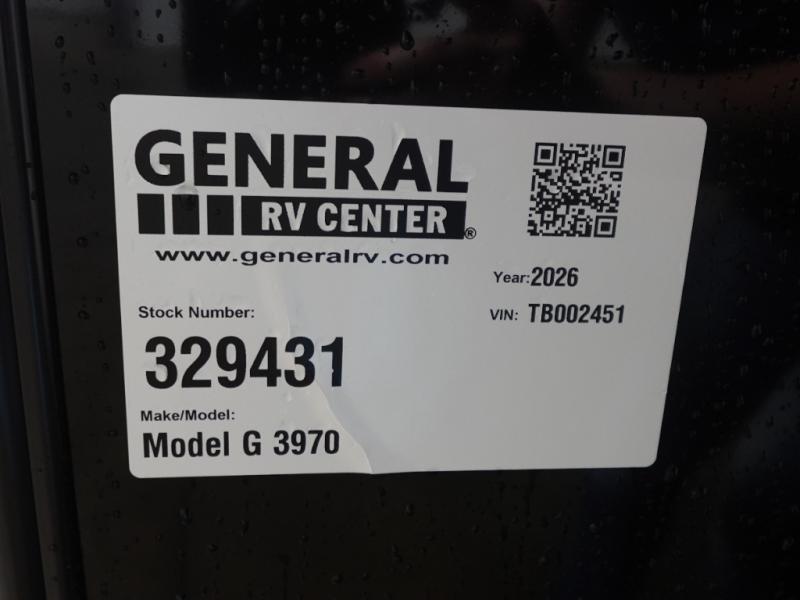 GENERAL
RV CENTER®
www.generalrv.com
Year: 2026
VIN: TB002451
Stock Number:
329431
Make/Model:
Model G 3970